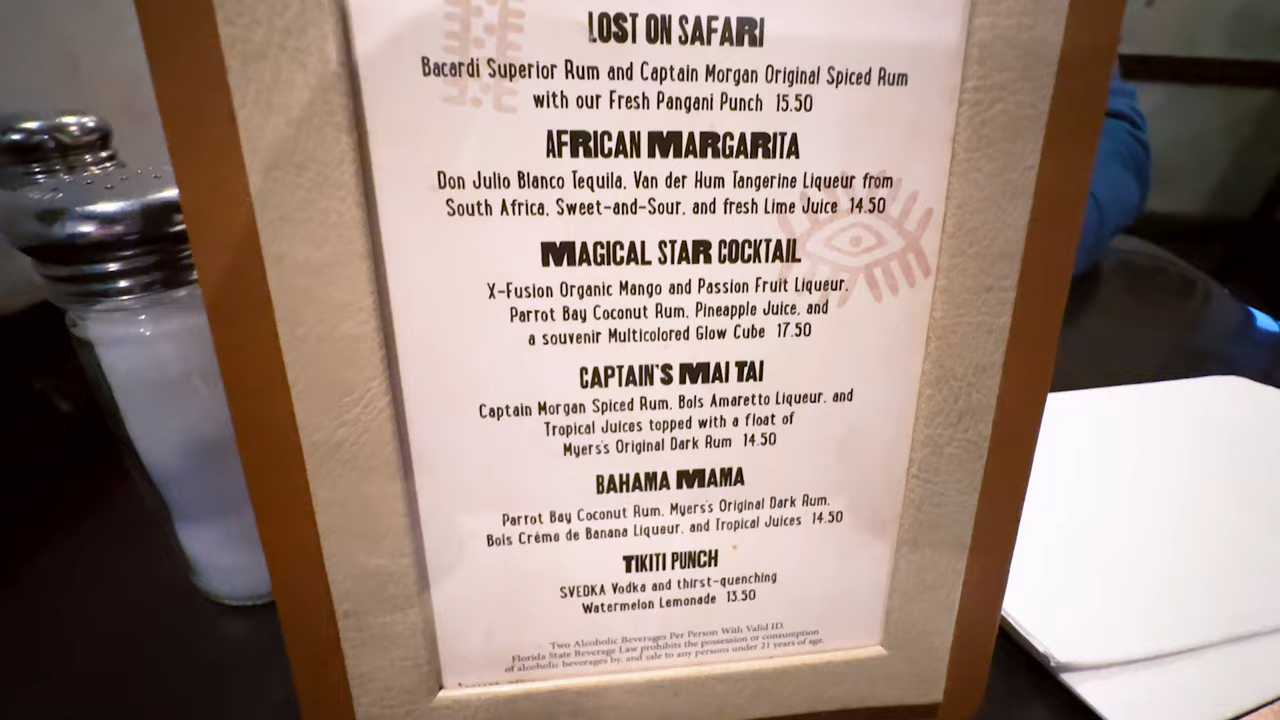 LOST ON SAFARI
Bacardi Superior Rum and Captain Morgan Original Spiced Rum
with our Fresh Pangani Punch 15.50
AFRICAN MARGARITA
Don Julio Blanco Tequila, Van der Hum Tangerine Liqueur from
South Africa, Sweet-and-Sour, and fresh Lime Juice 14.50
MAGICAL STAR COCKTAIL
X-Fusion Organic Mango and Passion Fruit Liqueur,
Parrot Bay Coconut Rum, Pineapple Juice, and
a souvenir Multicolored Glow Cube 17.50
CAPTAIN'S MAI TAI
Captain Morgan Spiced Rum, Bols Amaretto Liqueur, and
Tropical Juices topped with a float of
Myers's Original Dark Rum 14.50
BAHAMA MAMA
Parrot Bay Coconut Rum, Myers's Original Dark Rum,
Bols Crème de Banana Liqueur, and Tropical Juices 14.50
TIKITI PUNCH
SVEDKA Vodka and thirst-quenching
Watermelon Lemonade 13.50
Two Alcoholic Beverages Per Person With Valid ID.
Florida State Beverage Law prohibits the possession or consumption
of alcoholic beverages by, and sale to any persons under 21 years of age.